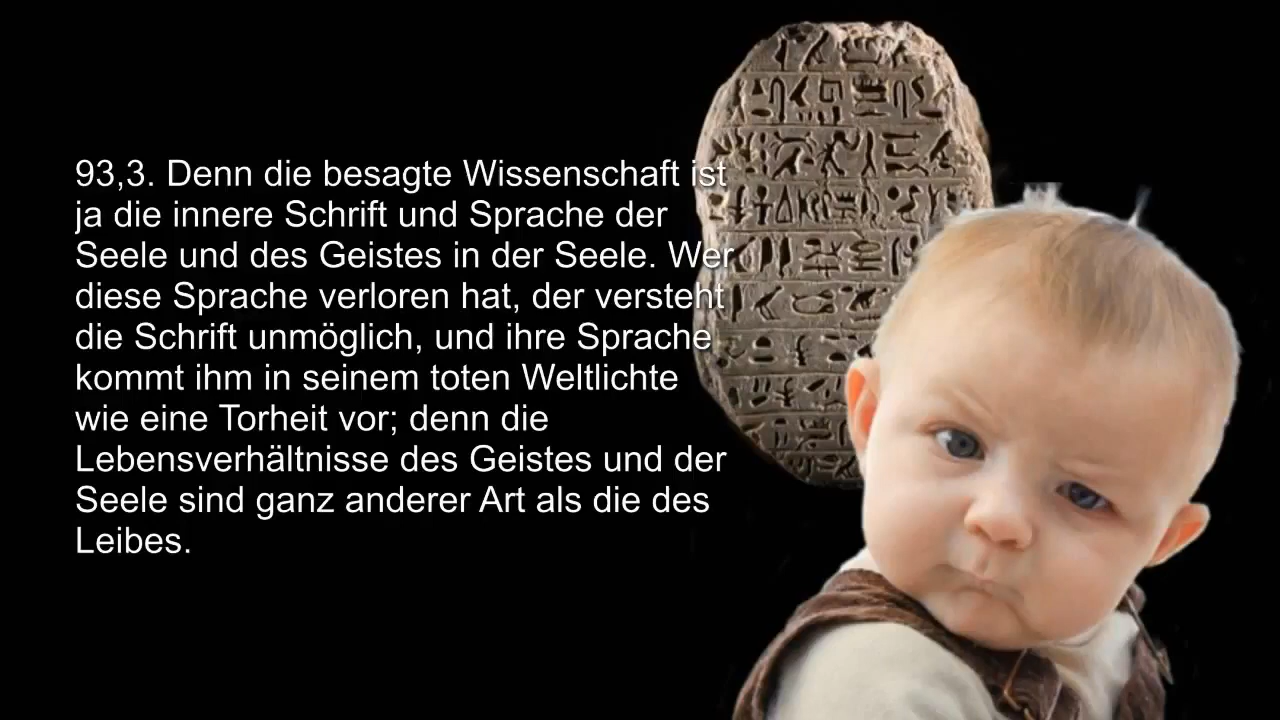 93,3. Denn die besagte Wissenschaft ist
ja die innere Schrift und Sprache der
Seele und des Geistes in der Seele. Wer
diese Sprache verloren hat, der versteht
die Schrift unmöglich, und ihre Sprache
kommt ihm in seinem toten Weltlichte
wie eine Torheit vor; denn die
Lebensverhältnisse des Geistes und der
Seele sind ganz anderer Art als die des
Leibes.